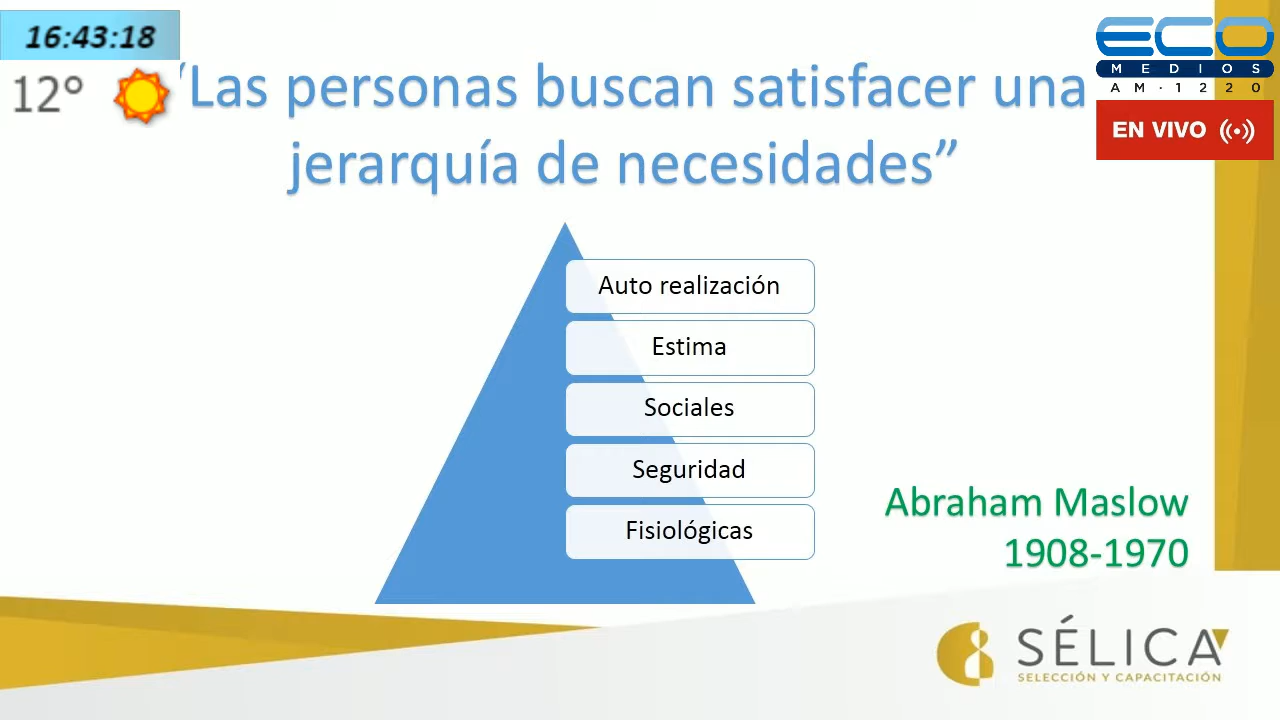 16:43:18
12°
“Las personas buscan satisfacer una
jerarquía de necesidades”
ECO
MEDIOS
AM·1220
EN VIVO
Auto realización
Estima
Sociales
Seguridad
Fisiológicas
Abraham Maslow
1908-1970
SÉLICA
SELECCIÓN Y CAPACITACIÓN